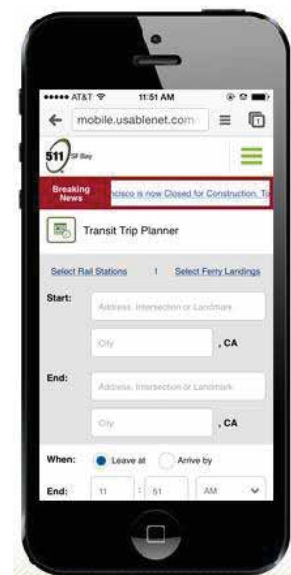 AT&T 11:51 AM
mobile.usablenet.com
1
511 SF Bay
Breaking News
ncisco is now Closed for Construction, To
Transit Trip Planner
Select Rail Stations | Select Ferry Landings
Start:
Address, Intersection or Landmark
City , CA
End:
Address, Intersection or Landmark
City , CA
When: Leave at Arrive by
End: 11 : 51 AM